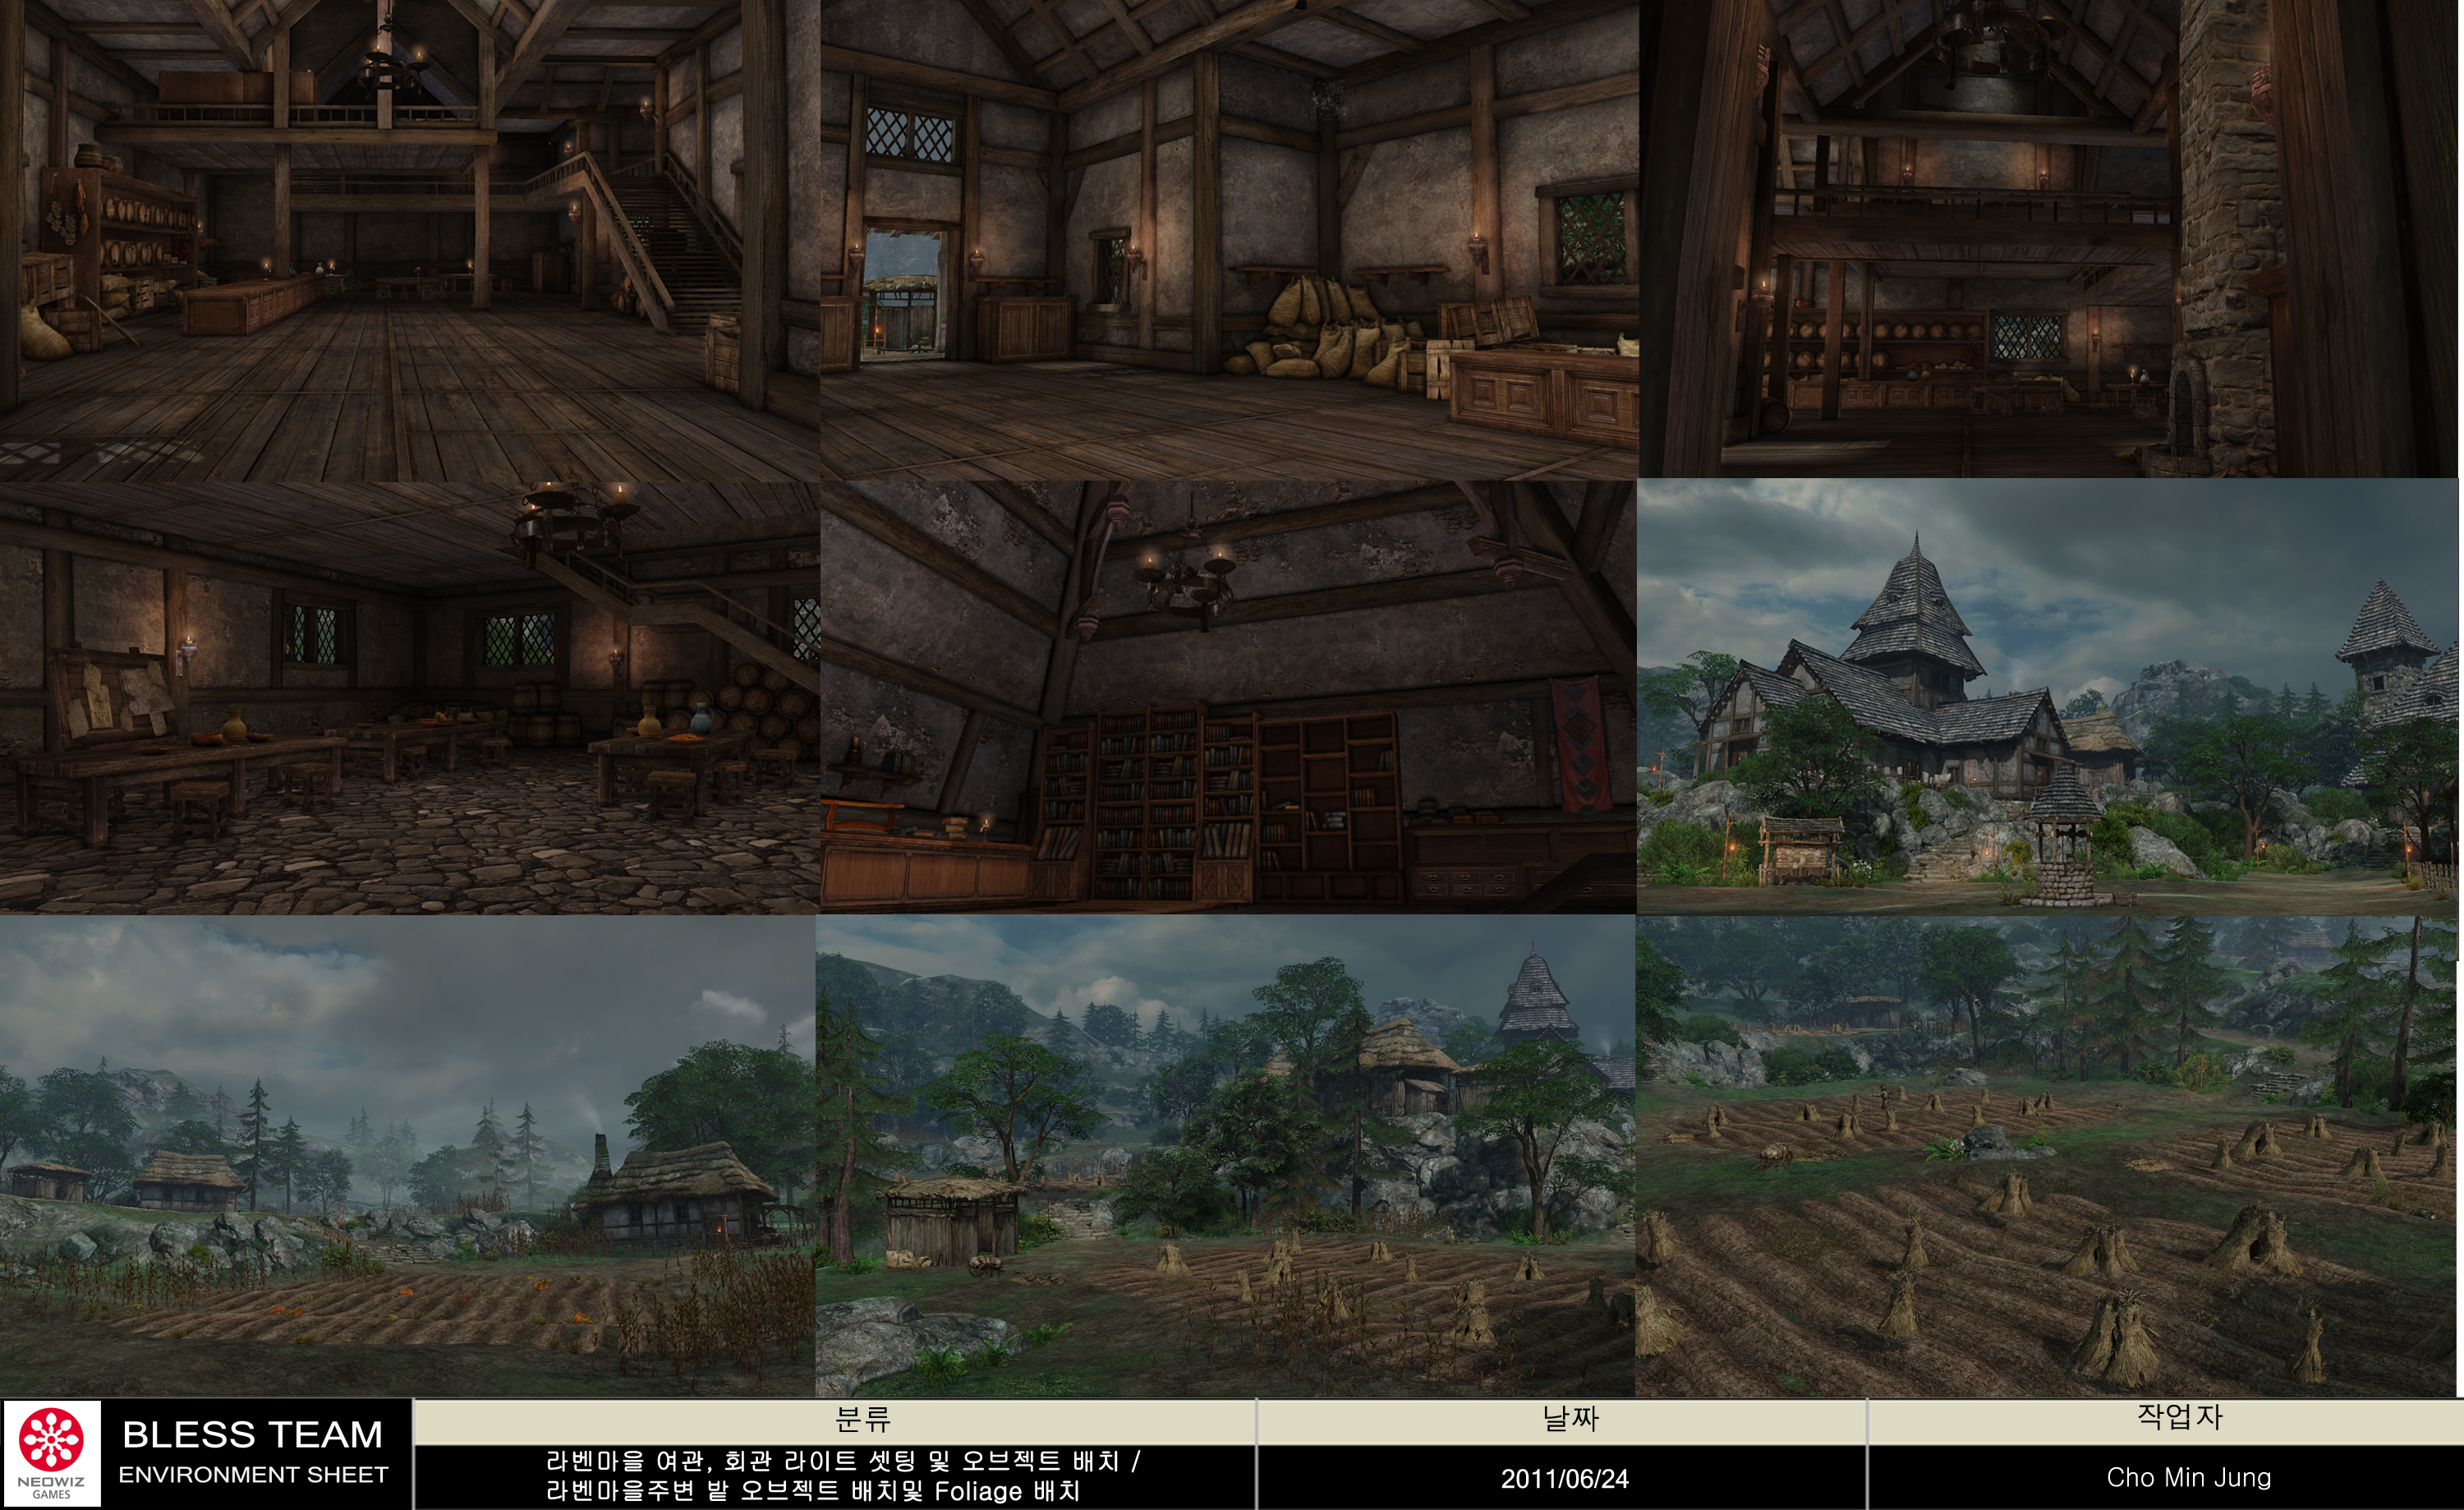 NEOWIZ
GAMES
BLESS TEAM
ENVIRONMENT SHEET
분류
라벤마을 여관, 회관 라이트 셋팅 및 오브젝트 배치 /
라벤마을주변 밭 오브젝트 배치및 Foliage 배치
날짜
2011/06/24
작업자
Cho Min Jung